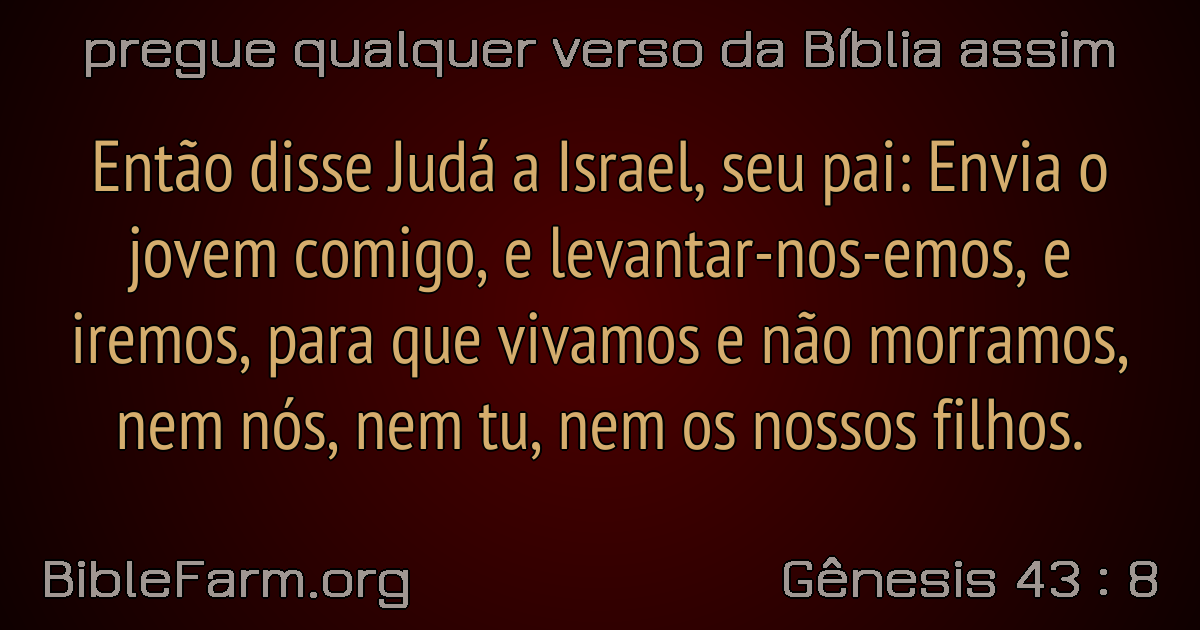 pregue qualquer verso da Bíblia assim
Então disse Judá a Israel, seu pai: Envia o
jovem comigo, e levantar-nos-emos, e
iremos, para que vivamos e não morramos,
nem nós, nem tu, nem os nossos filhos.
BibleFarm.org
Gênesis 43 : 8